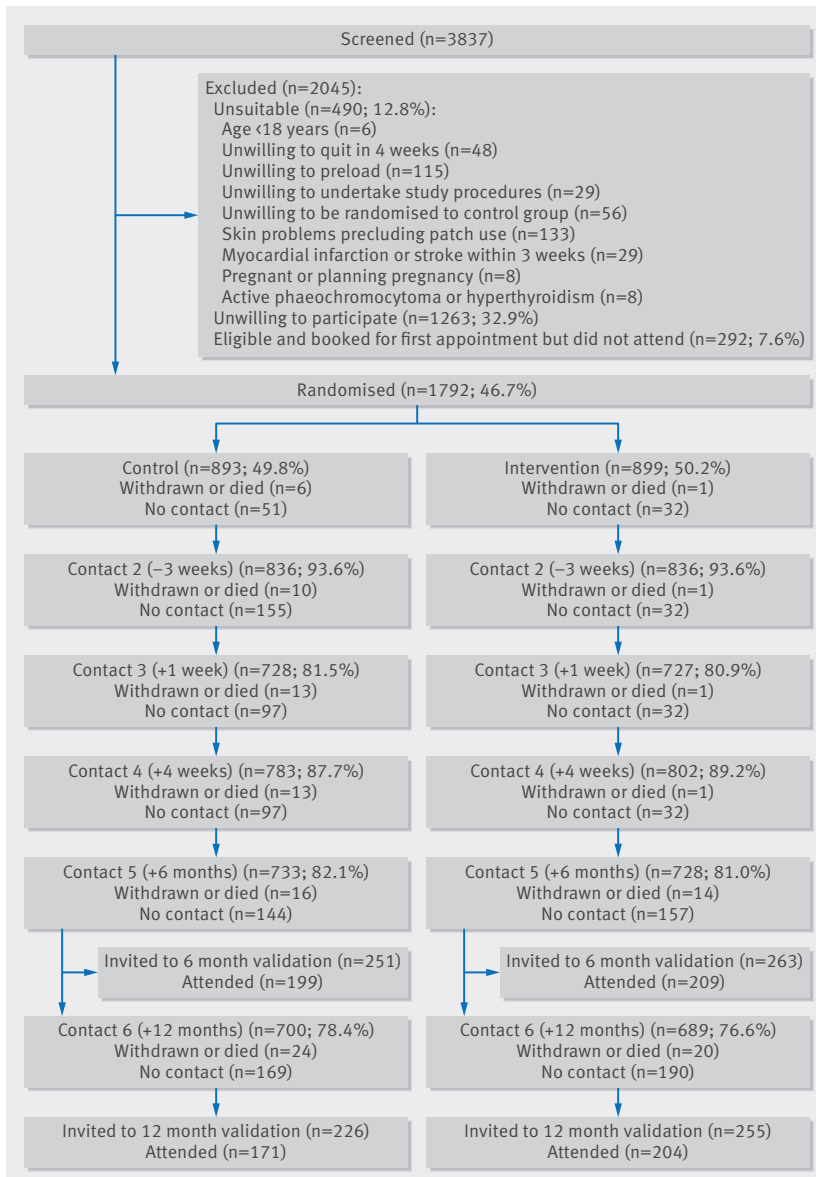 Screened (n=3837)
Excluded (n=2045):
Unsuitable (n=490; 12.8%):
Age <18 years (n=6)
Unwilling to quit in 4 weeks (n=48)
Unwilling to preload (n=115)
Unwilling to undertake study procedures (n=29)
Unwilling to be randomised to control group (n=56)
Skin problems precluding patch use (n=133)
Myocardial infarction or stroke within 3 weeks (n=29)
Pregnant or planning pregnancy (n=8)
Active phaeochromocytoma or hyperthyroidism (n=8)
Unwilling to participate (n=1263; 32.9%)
Eligible and booked for first appointment but did not attend (n=292; 7.6%)
Randomised (n=1792; 46.7%)
Control (n=893; 49.8%)
Withdrawn or died (n=6)
No contact (n=51)
Intervention (n=899; 50.2%)
Withdrawn or died (n=1)
No contact (n=32)
Contact 2 (−3 weeks) (n=836; 93.6%)
Withdrawn or died (n=10)
No contact (n=155)
Contact 2 (−3 weeks) (n=836; 93.6%)
Withdrawn or died (n=1)
No contact (n=32)
Contact 3 (+1 week) (n=728; 81.5%)
Withdrawn or died (n=13)
No contact (n=97)
Contact 3 (+1 week) (n=727; 80.9%)
Withdrawn or died (n=1)
No contact (n=32)
Contact 4 (+4 weeks) (n=783; 87.7%)
Withdrawn or died (n=13)
No contact (n=97)
Contact 4 (+4 weeks) (n=802; 89.2%)
Withdrawn or died (n=1)
No contact (n=32)
Contact 5 (+6 months) (n=733; 82.1%)
Withdrawn or died (n=16)
No contact (n=144)
Contact 5 (+6 months) (n=728; 81.0%)
Withdrawn or died (n=14)
No contact (n=157)
Invited to 6 month validation (n=251)
Attended (n=199)
Invited to 6 month validation (n=263)
Attended (n=209)
Contact 6 (+12 months) (n=700; 78.4%)
Withdrawn or died (n=24)
No contact (n=169)
Contact 6 (+12 months) (n=689; 76.6%)
Withdrawn or died (n=20)
No contact (n=190)
Invited to 12 month validation (n=226)
Attended (n=171)
Invited to 12 month validation (n=255)
Attended (n=204)